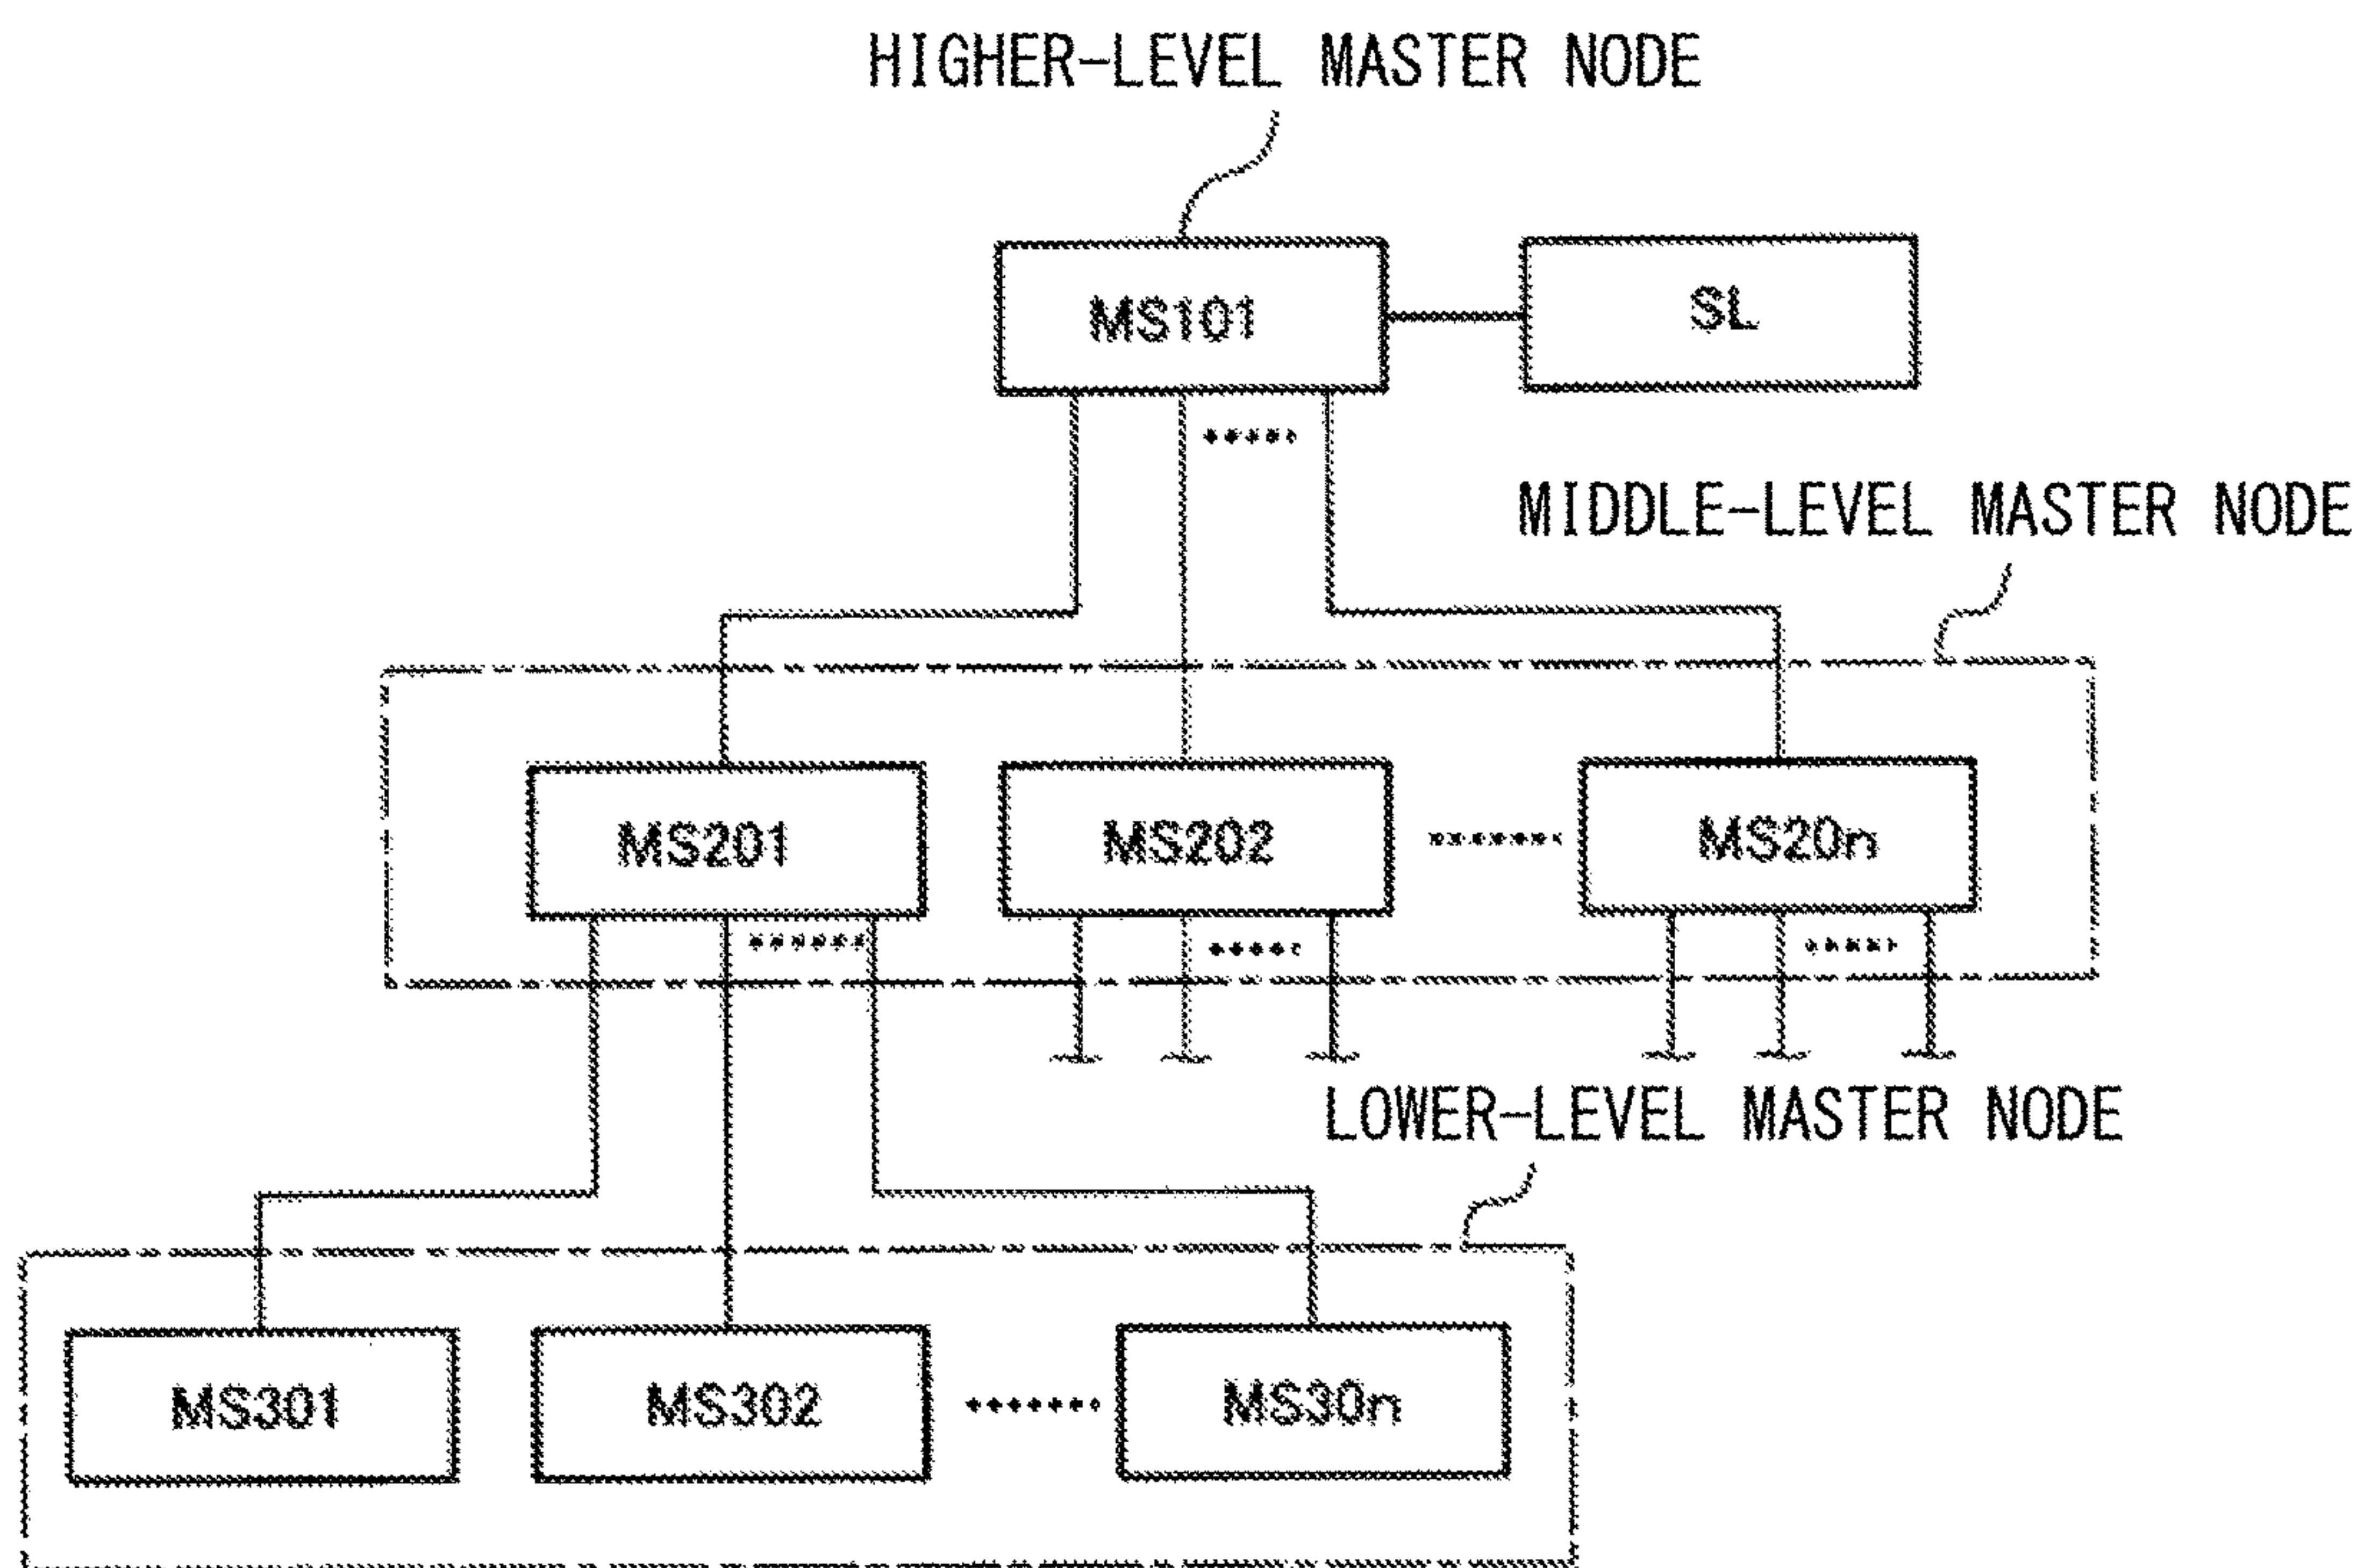 HIGHER-LEVEL MASTER NODE
MS101
SL
MIDDLE-LEVEL MASTER NODE
MS201
MS202
MS20n
LOWER-LEVEL MASTER NODE
MS301
MS302
MS30n